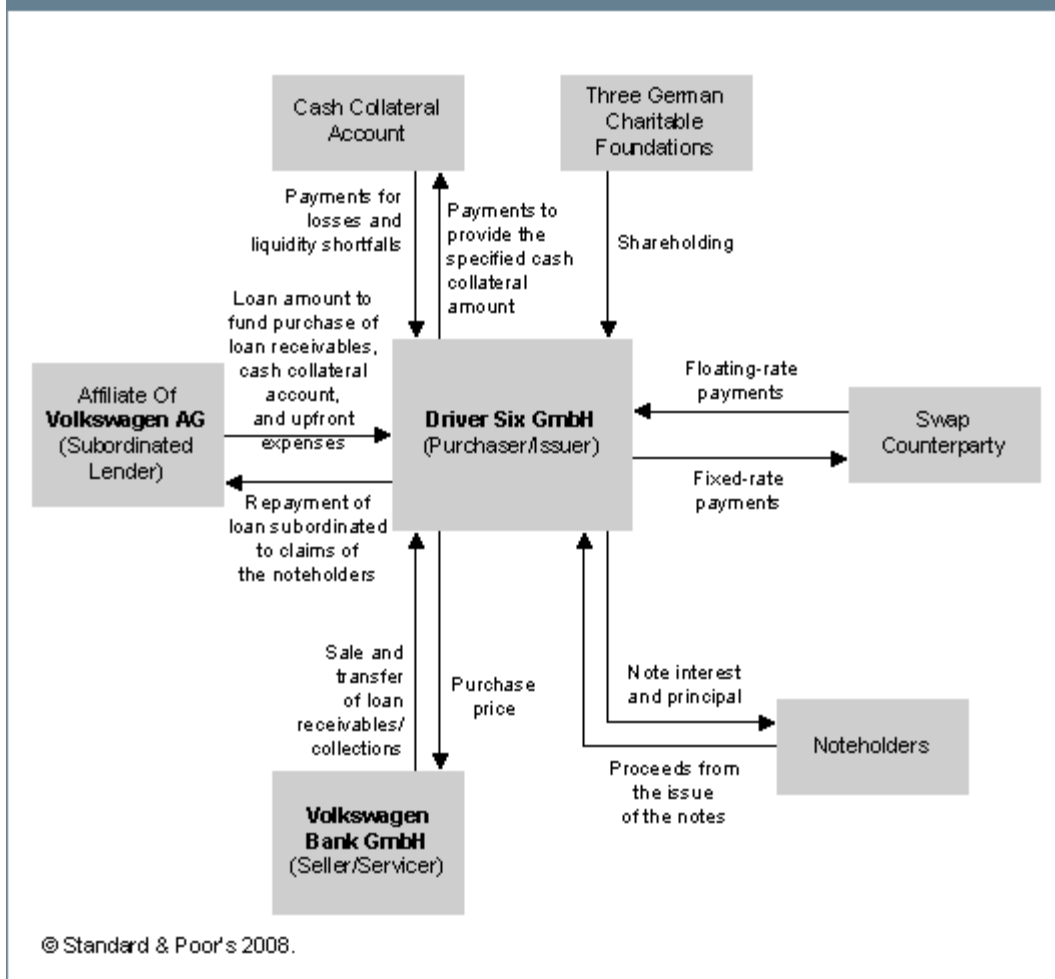 Cash Collateral
Account
Three German
Charitable
Foundations
Payments for
losses and
liquidity shortfalls
Payments to
provide the
specified cash
collateral
amount
Shareholding
Loan amount to
fund purchase of
loan receivables,
cash collateral
account,
and upfront
expenses
Affiliate Of
Volkswagen AG
(Subordinated
Lender)
Driver Six GmbH
(Purchaser/Issuer)
Floating-rate
payments
Swap
Counterparty
Fixed-rate
payments
Repayment of
loan subordinated
to claims of
the noteholders
Sale and
transfer
of loan
receivables/
collections
Purchase
price
Note interest
and principal
Noteholders
Proceeds from
the issue
of the notes
Volkswagen
Bank GmbH
(Seller/Servicer)
© Standard & Poor's 2008.